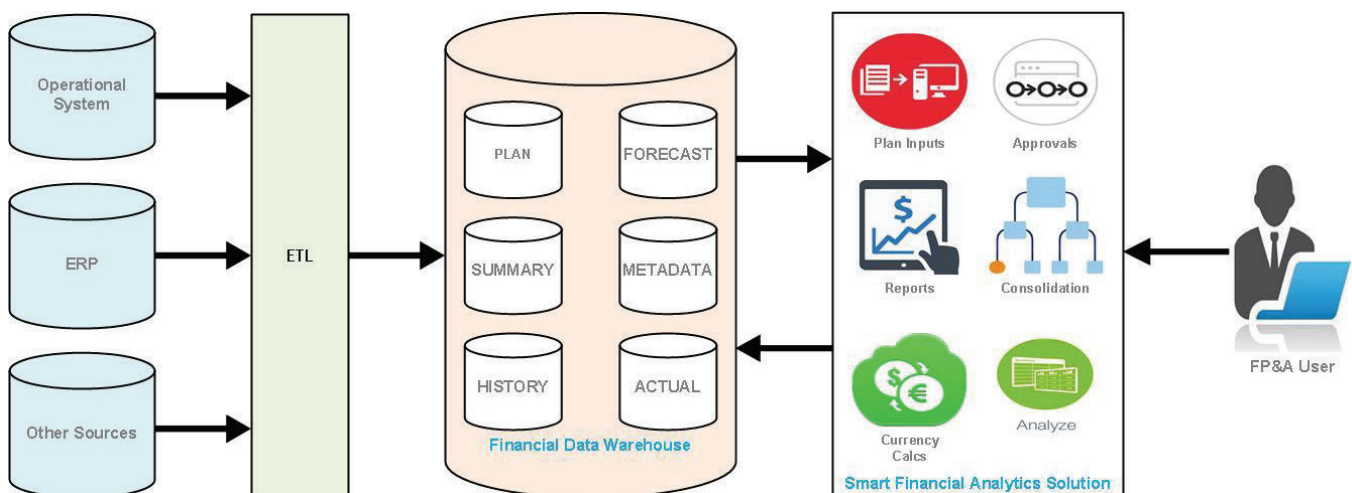 Operational
System
ERP
Other Sources
ETL
PLAN
FORECAST
SUMMARY
METADATA
HISTORY
ACTUAL
Financial Data Warehouse
$
Plan Inputs
Approvals
$
Reports
Consolidation
$
€
Currency
Calcs
Analyze
Smart Financial Analytics Solution
FP&A User